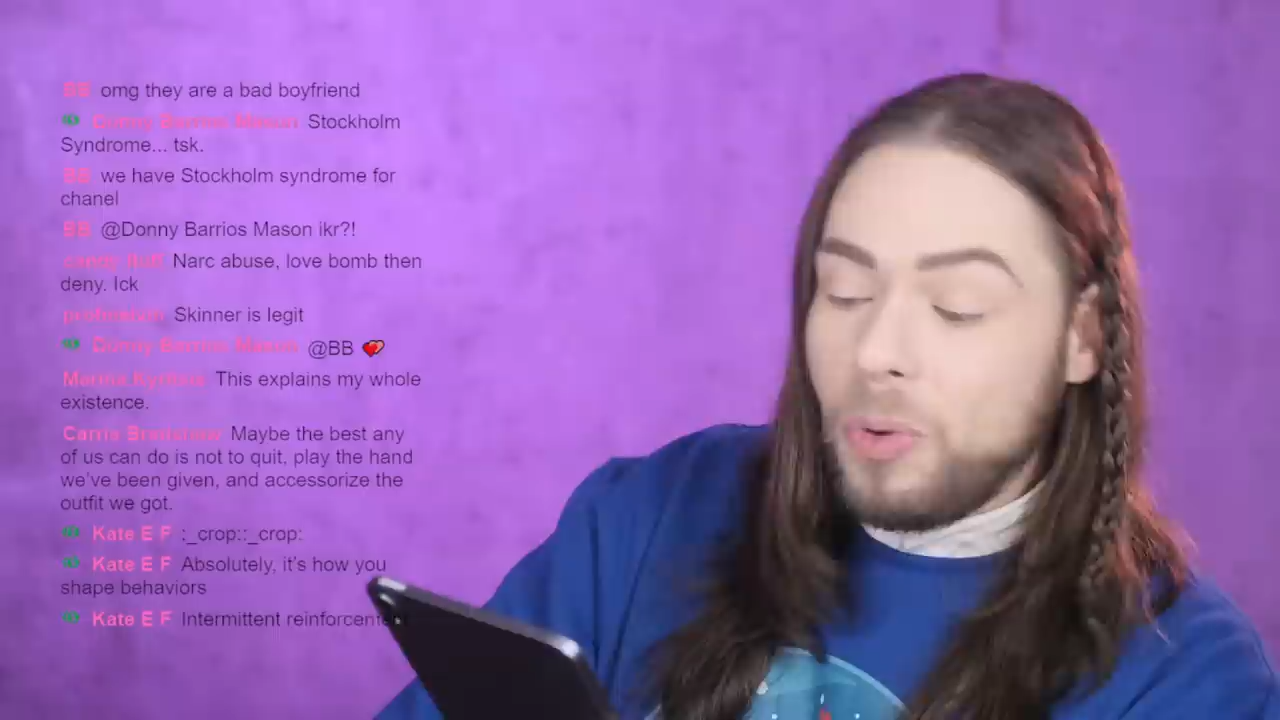 BB omg they are a bad boyfriend
Donny Barrios Mason Stockholm
Syndrome... tsk.
BB we have Stockholm syndrome for
chanel
BB @Donny Barrios Mason ikr?!
candy fluff Narc abuse, love bomb then
deny. Ick
Skinner is legit
Donny Barrios Mason @BB
This explains my whole
existence.
Carrie Bradshaw Maybe the best any
of us can do is not to quit, play the hand
we've been given, and accessorize the
outfit we got.
Kate E F :_crop::_crop:
Kate E F Absolutely, it's how you
shape behaviors
Kate E F Intermittent